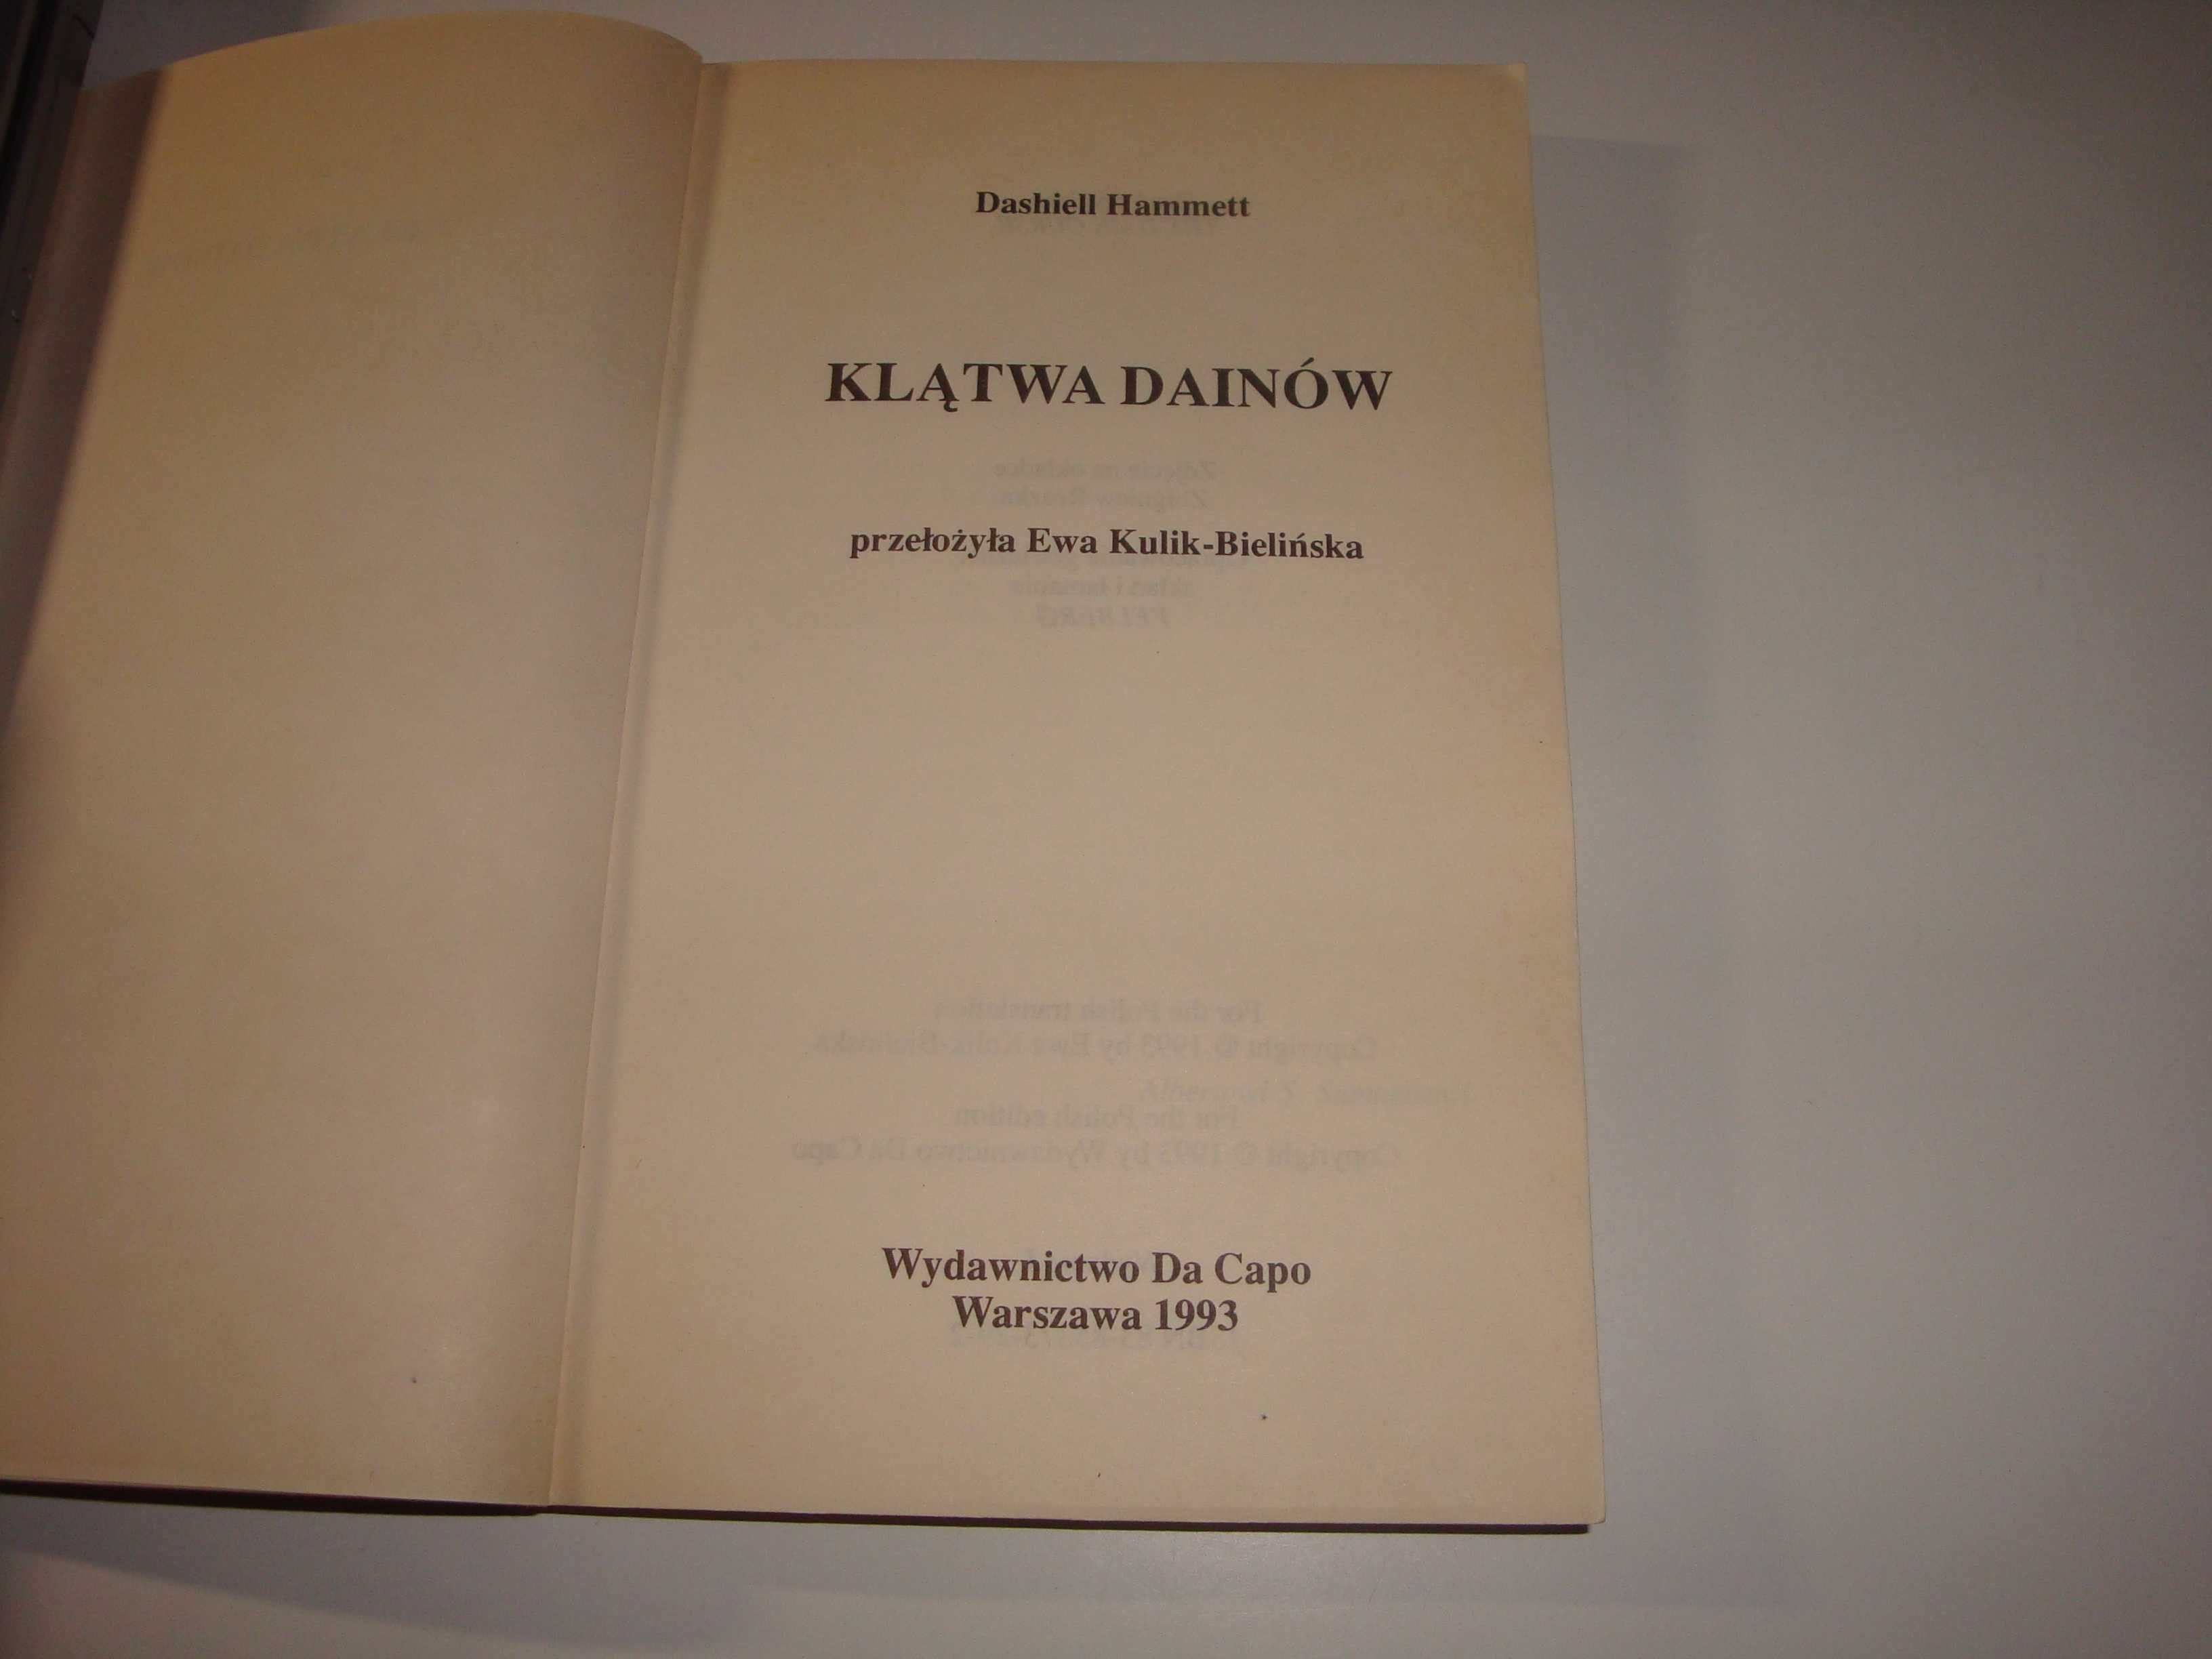 Dashiell Hammett
KLĄTWA DAINÓW
przełożyła Ewa Kulik-Bielińska
Wydawnictwo Da Capo
Warszawa 1993